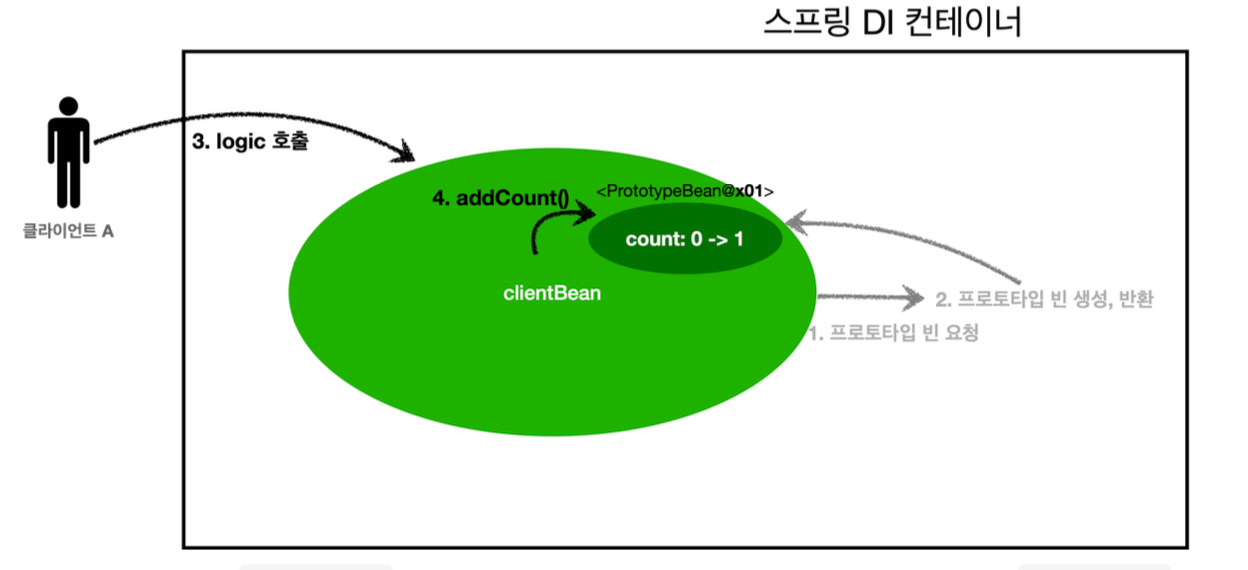 스프링 DI 컨테이너
3. logic 호출
클라이언트 A
4. addCount()
<PrototypeBean@x01>
count: 0 -> 1
clientBean
2. 프로토타입 빈 생성, 반환
1. 프로토타입 빈 요청